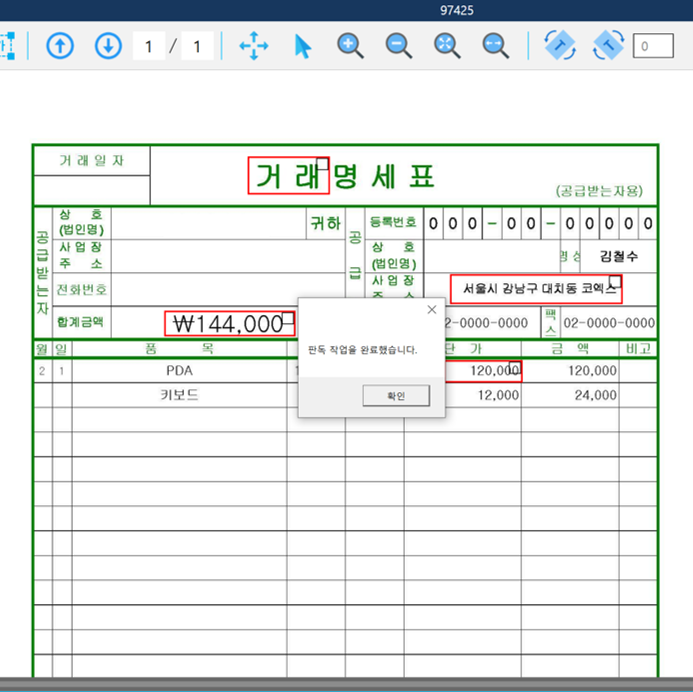 97425
1 / 1
0
거래일자
거래명세표
(공급받는자용)
공급받는자
상 호
(법인명)
귀하
사업장
주 소
전화번호
합계금액
₩144,000
공급
등록번호
000-00-00000
상 호
(법인명)
김철수
사업장
주 소
서울시 강남구 대치동 코엑스
2-0000-0000
팩스
02-0000-0000
판독 작업을 완료했습니다.
확인
월 일 품 목 단 가 금 액 비고
2 1 PDA 1 120,000 120,000
키보드 12,000 24,000